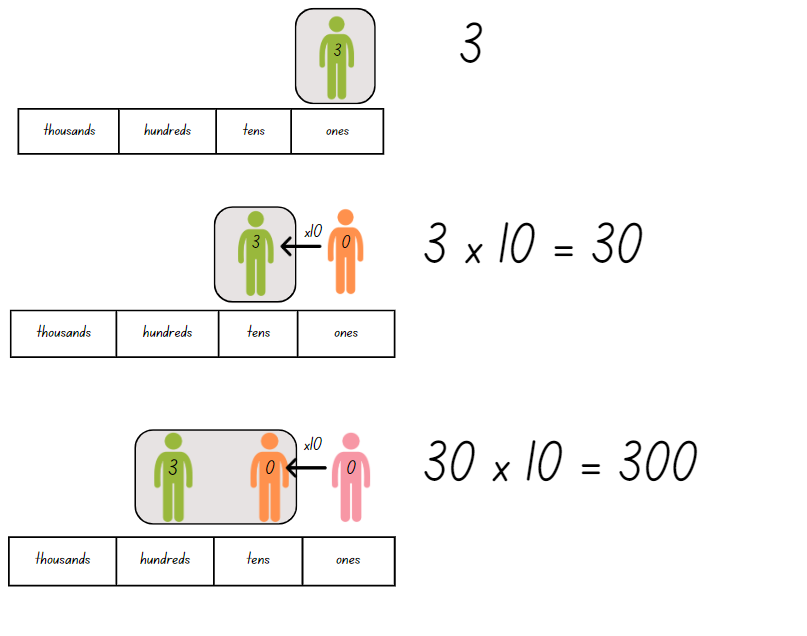 3
3
thousands hundreds tens ones
3 x10 0
3 x 10 = 30
thousands hundreds tens ones
3 0 x10 0
30 x 10 = 300
thousands hundreds tens ones